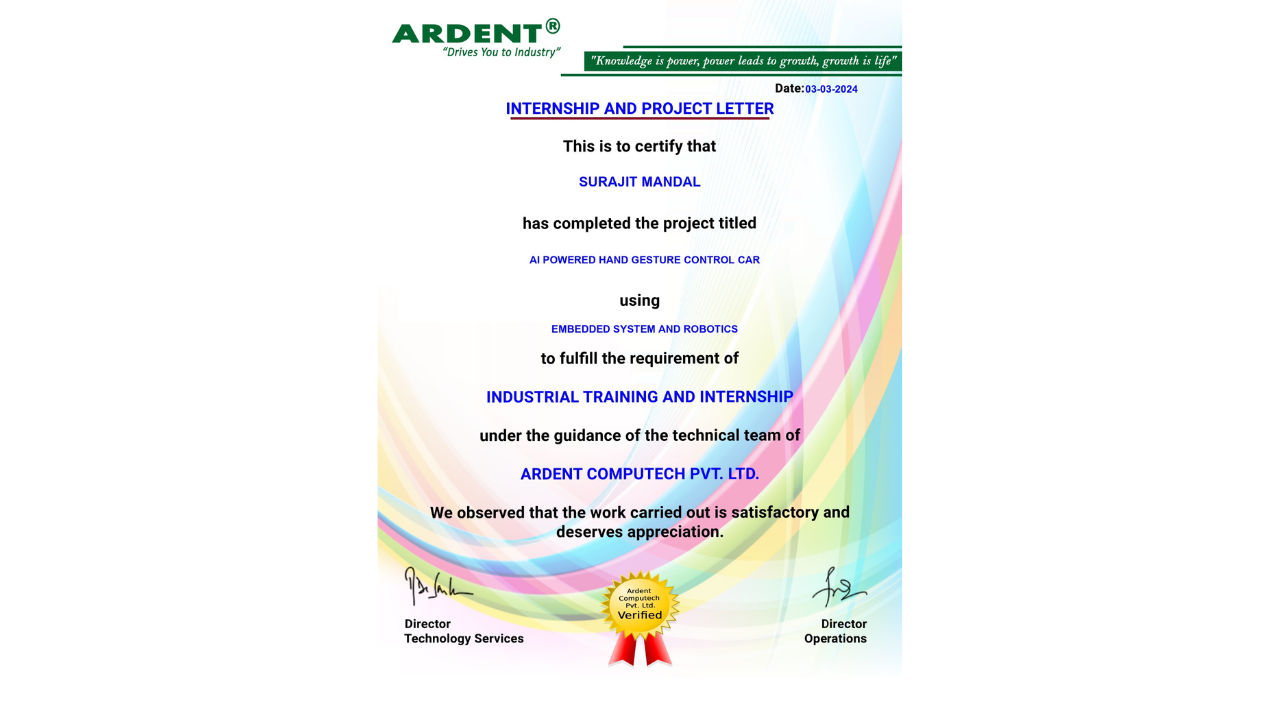 ARDENT®
"Drives You to Industry"
"Knowledge is power, power leads to growth, growth is life"
Date:03-03-2024
INTERNSHIP AND PROJECT LETTER
This is to certify that
SURAJIT MANDAL
has completed the project titled
AI POWERED HAND GESTURE CONTROL CAR
using
EMBEDDED SYSTEM AND ROBOTICS
to fulfill the requirement of
INDUSTRIAL TRAINING AND INTERNSHIP
under the guidance of the technical team of
ARDENT COMPUTECH PVT. LTD.
We observed that the work carried out is satisfactory and
deserves appreciation.
Ardent
Computech
Pvt. Ltd.
Verified
Director
Technology Services
Director
Operations